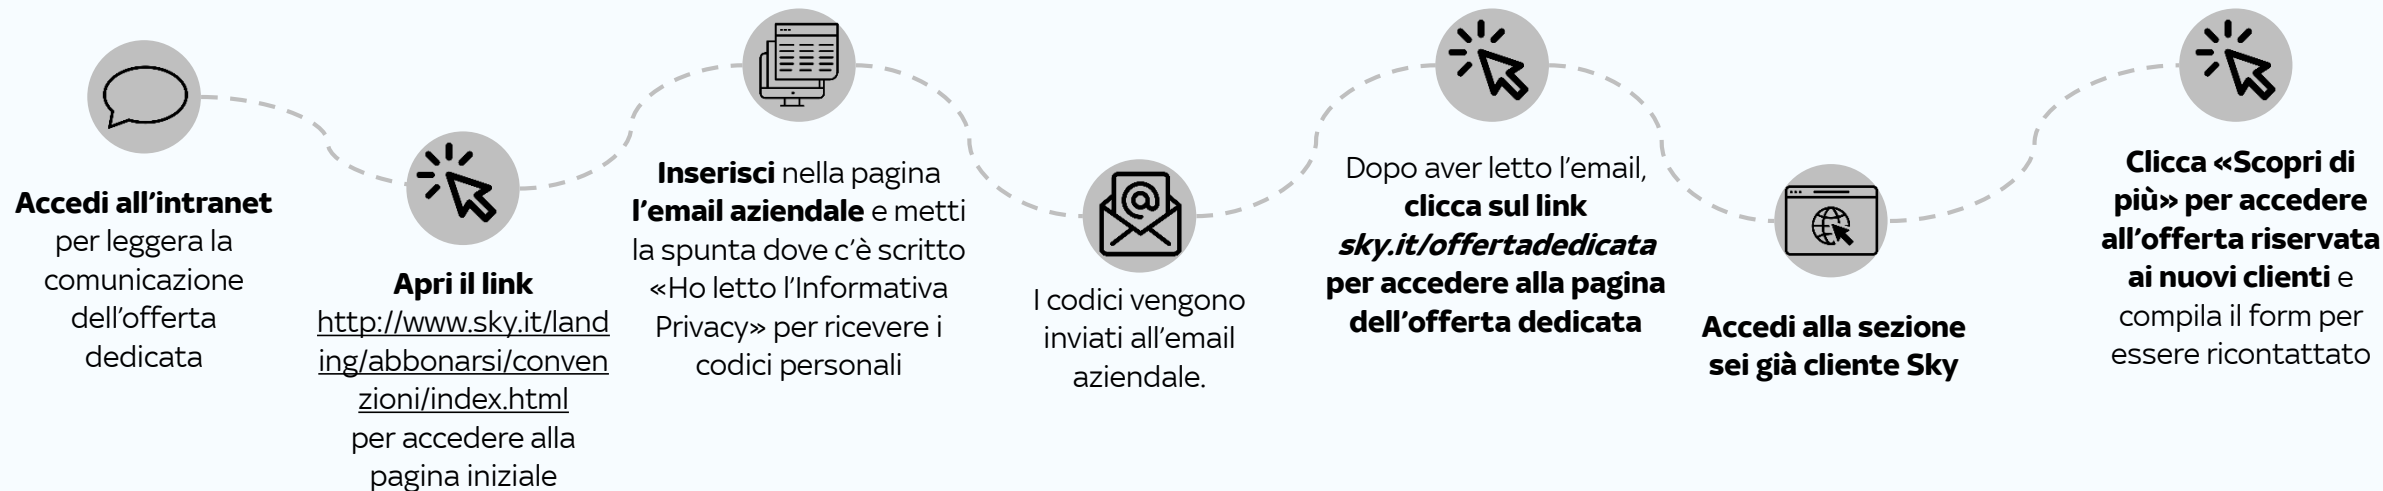 Accedi all'intranet
per leggera la
comunicazione
dell'offerta
dedicata
Apri il link
http://www.sky.it/land
ing/abbonarsi/conven
zioni/index.html
per accedere alla
pagina iniziale
Inserisci nella pagina
l'email aziendale e metti
la spunta dove c'è scritto
«Ho letto l'Informativa
Privacy» per ricevere i
codici personali
I codici vengono
inviati all'email
aziendale.
Dopo aver letto l'email,
clicca sul link
sky.it/offertadedicata
per accedere alla pagina
dell'offerta dedicata
Accedi alla sezione
sei già cliente Sky
Clicca «Scopri di
più» per accedere
all'offerta riservata
ai nuovi clienti e
compila il form per
essere ricontattato